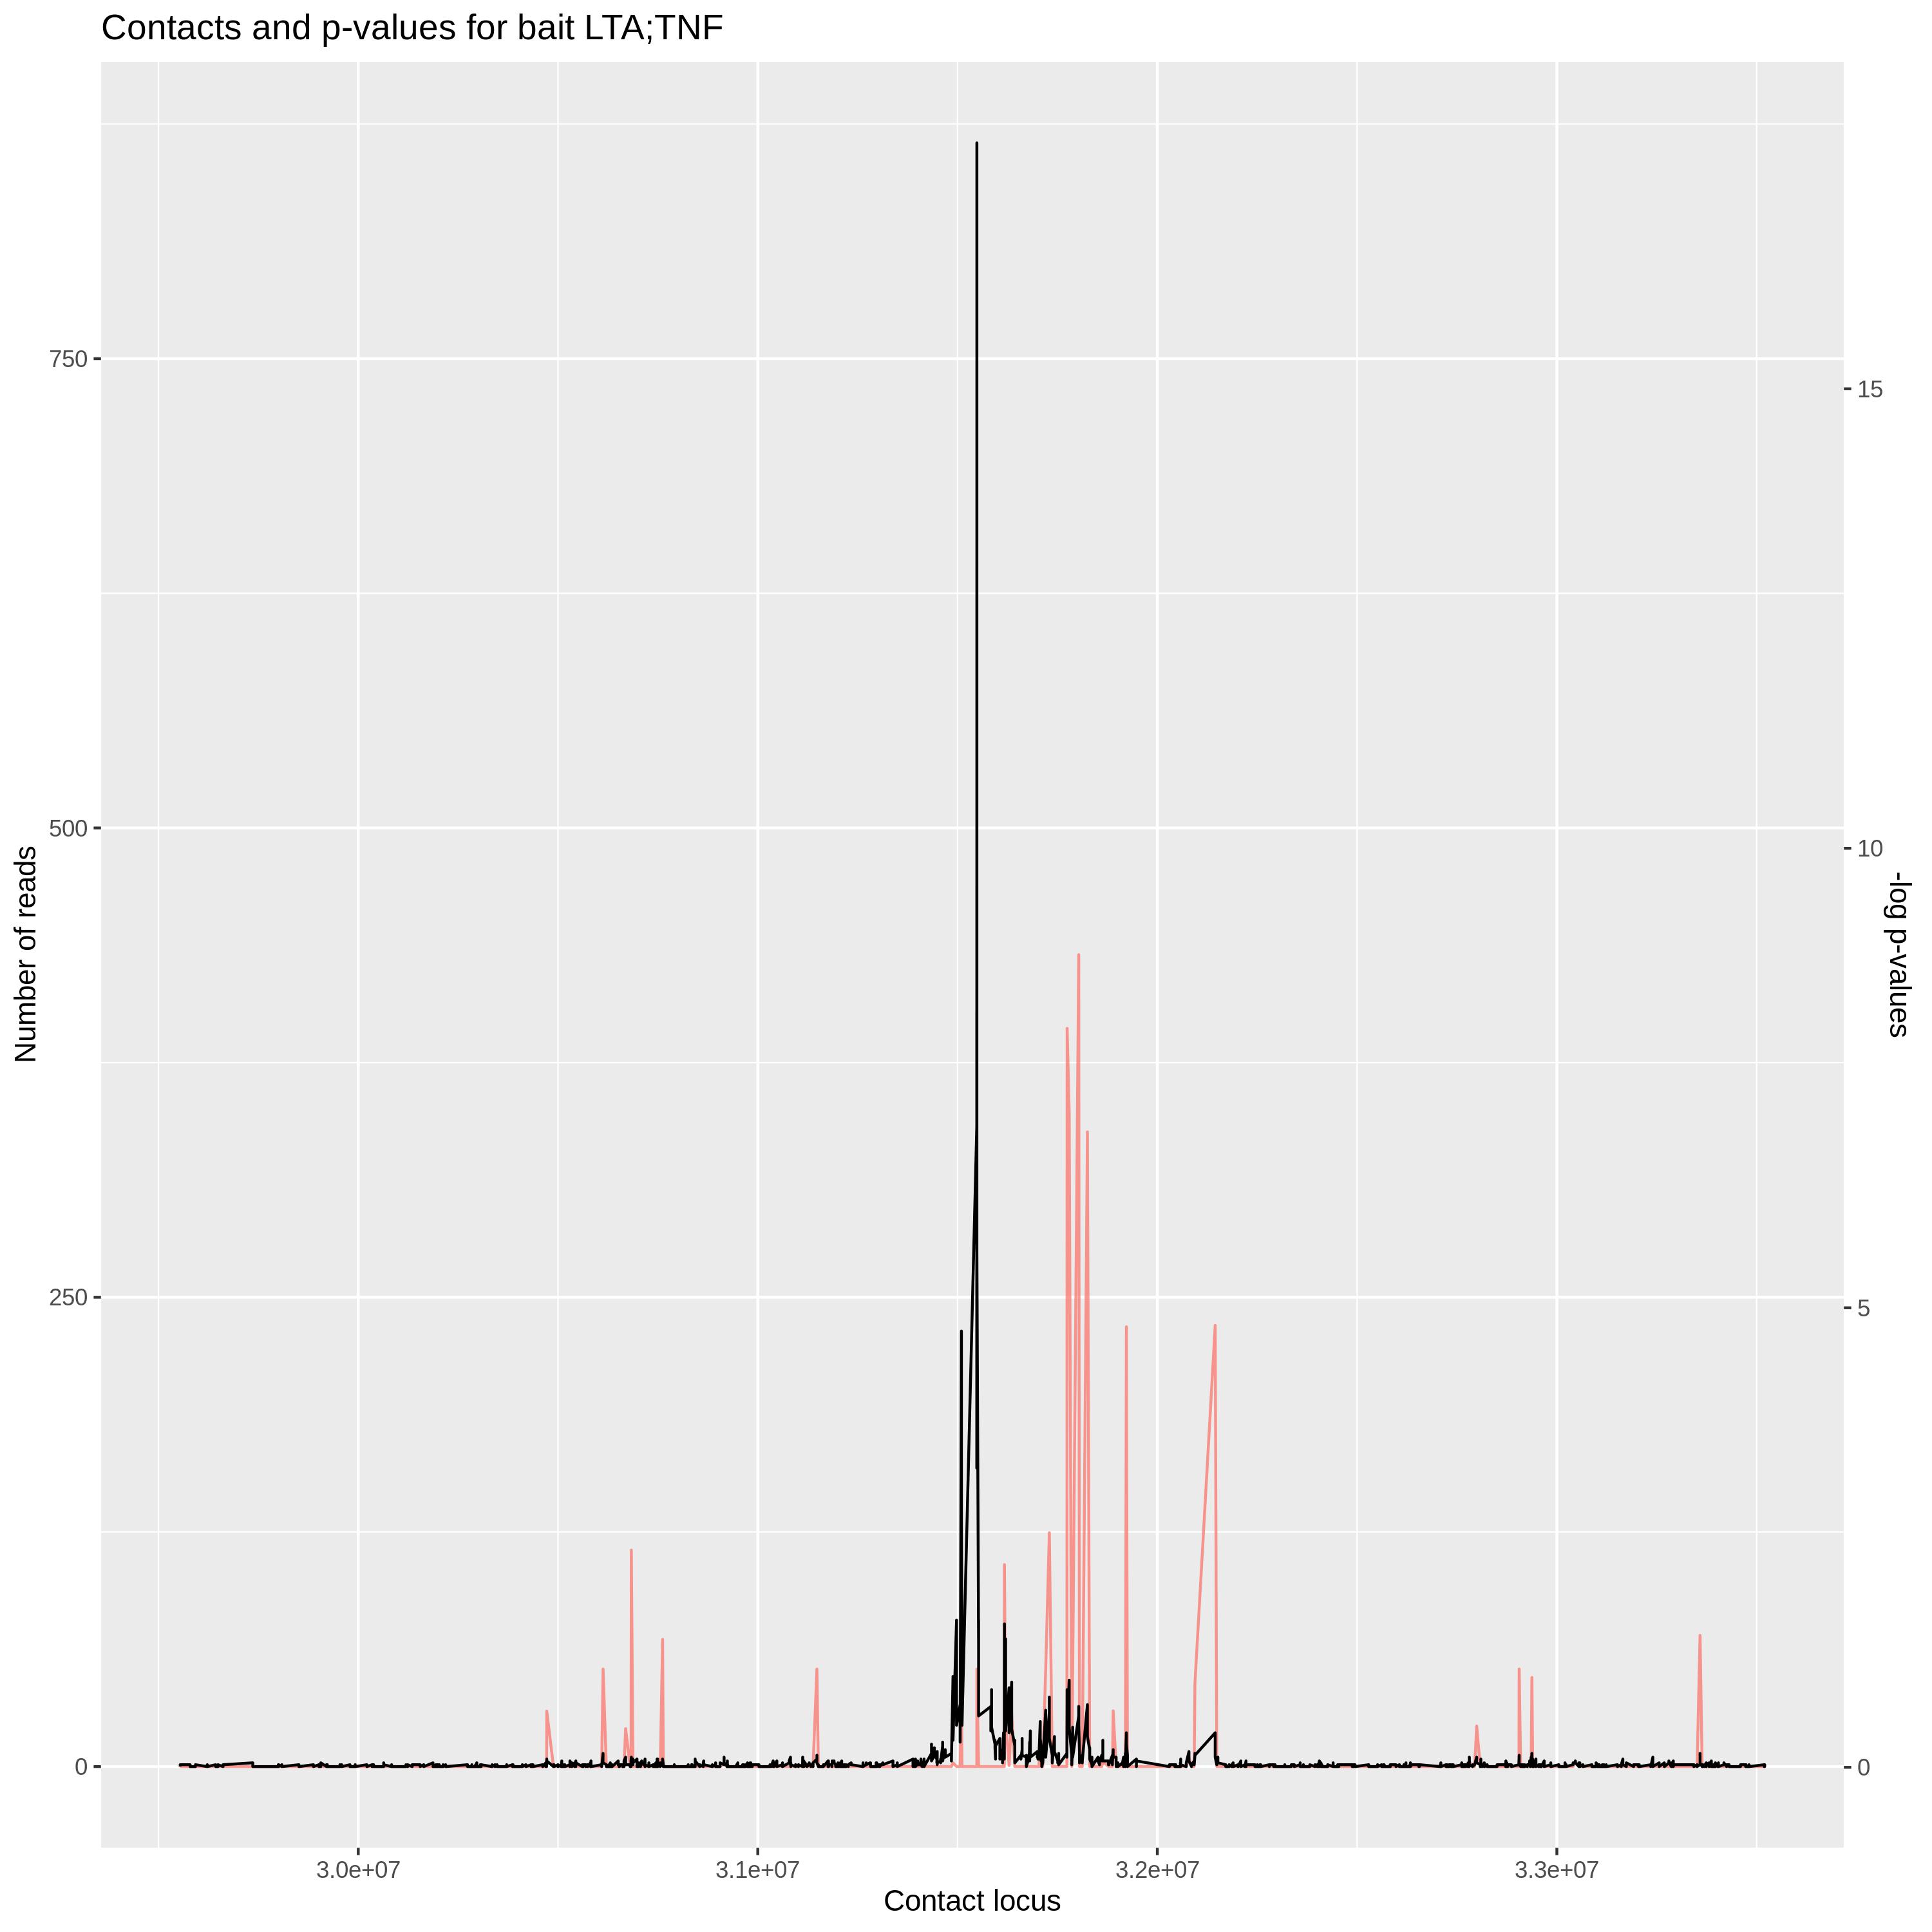 Contacts and p-values for bait LTA;TNF
750
500
250
0
Number of reads
15
10
5
0
-log p-values
3.0e+07
3.1e+07
3.2e+07
3.3e+07
Contact locus